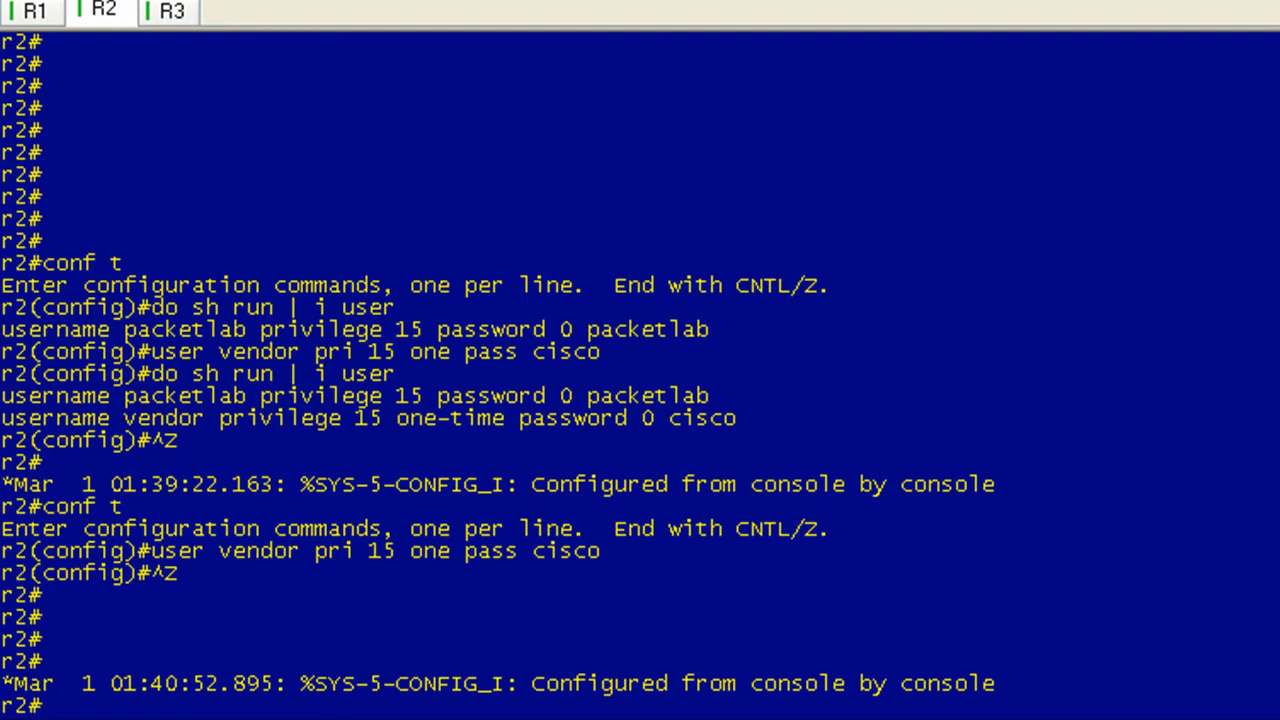 R1 R2 R3
r2#
r2#
r2#
r2#
r2#
r2#
r2#
r2#
r2#
r2#
r2#conf t
Enter configuration commands, one per line.  End with CNTL/Z.
r2(config)#do sh run | i user
username packetlab privilege 15 password 0 packetlab
r2(config)#user vendor pri 15 one pass cisco
r2(config)#do sh run | i user
username packetlab privilege 15 password 0 packetlab
username vendor privilege 15 one-time password 0 cisco
r2(config)#^Z
r2#
*Mar  1 01:39:22.163: %SYS-5-CONFIG_I: Configured from console by console
r2#conf t
Enter configuration commands, one per line.  End with CNTL/Z.
r2(config)#user vendor pri 15 one pass cisco
r2(config)#^Z
r2#
r2#
r2#
r2#
*Mar  1 01:40:52.895: %SYS-5-CONFIG_I: Configured from console by console
r2#